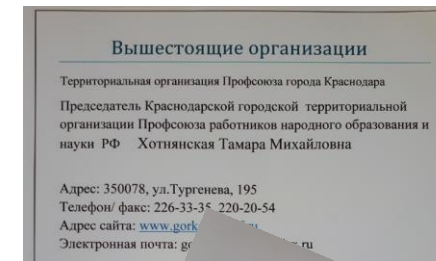 Вышестоящие организации
Территориальная организация Профсоюза города Краснодара
Председатель Краснодарской городской территориальной
организации Профсоюза работников народного образования и
науки РФ Хотнянская Тамара Михайловна
Адрес: 350078, ул.Тургенева, 195
Телефон/ факс: 226-33-35, 220-20-54
Адрес сайта:
Электронная почта: